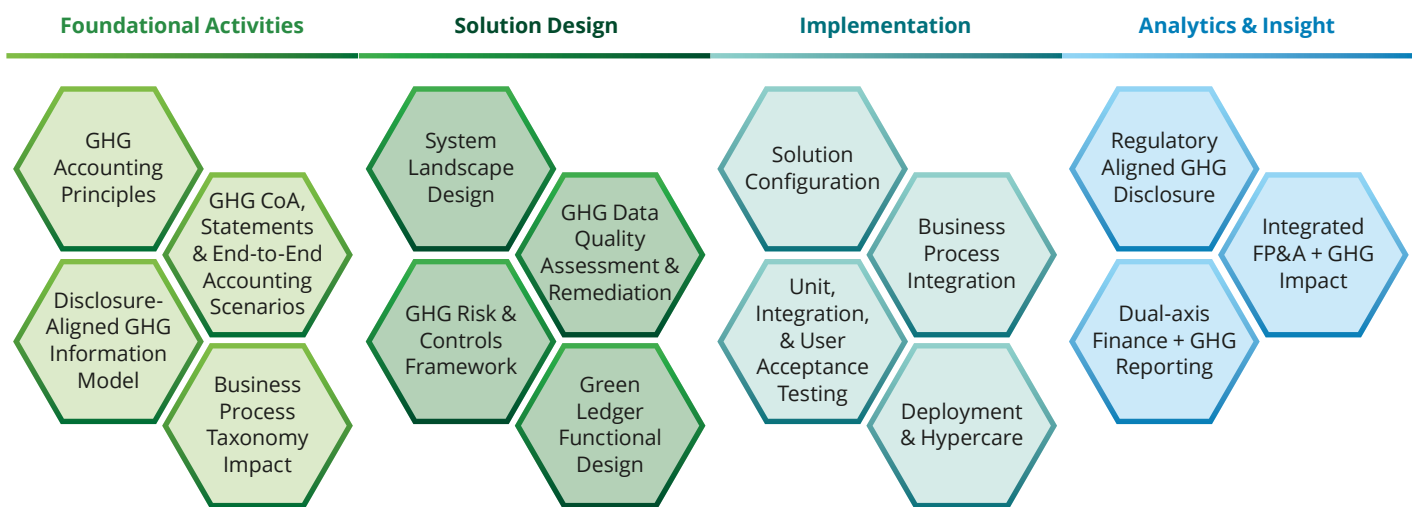 Foundational Activities
Solution Design
Implementation
Analytics & Insight
GHG
Accounting
Principles
GHG CoA,
Statements
& End-to-End
Accounting
Scenarios
Disclosure-
Aligned GHG
Information
Model
Business
Process
Taxonomy
Impact
System
Landscape
Design
GHG Data
Quality
Assessment &
Remediation
GHG Risk &
Controls
Framework
Green
Ledger
Functional
Design
Solution
Configuration
Business
Process
Integration
Unit,
Integration,
& User
Acceptance
Testing
Deployment
& Hypercare
Regulatory
Aligned GHG
Disclosure
Integrated
FP&A + GHG
Impact
Dual-axis
Finance + GHG
Reporting